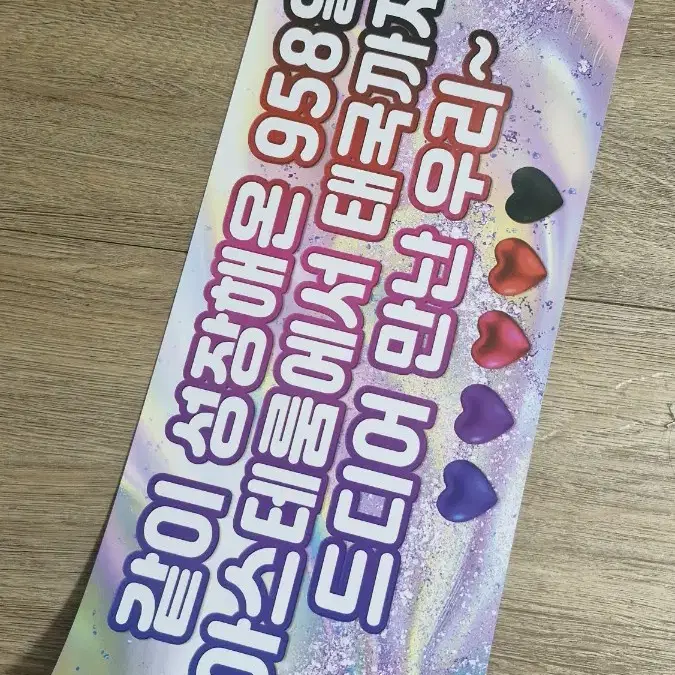 같이 성장해온 958일
아스테룸에서 태국까지
드디어 만난 우리~